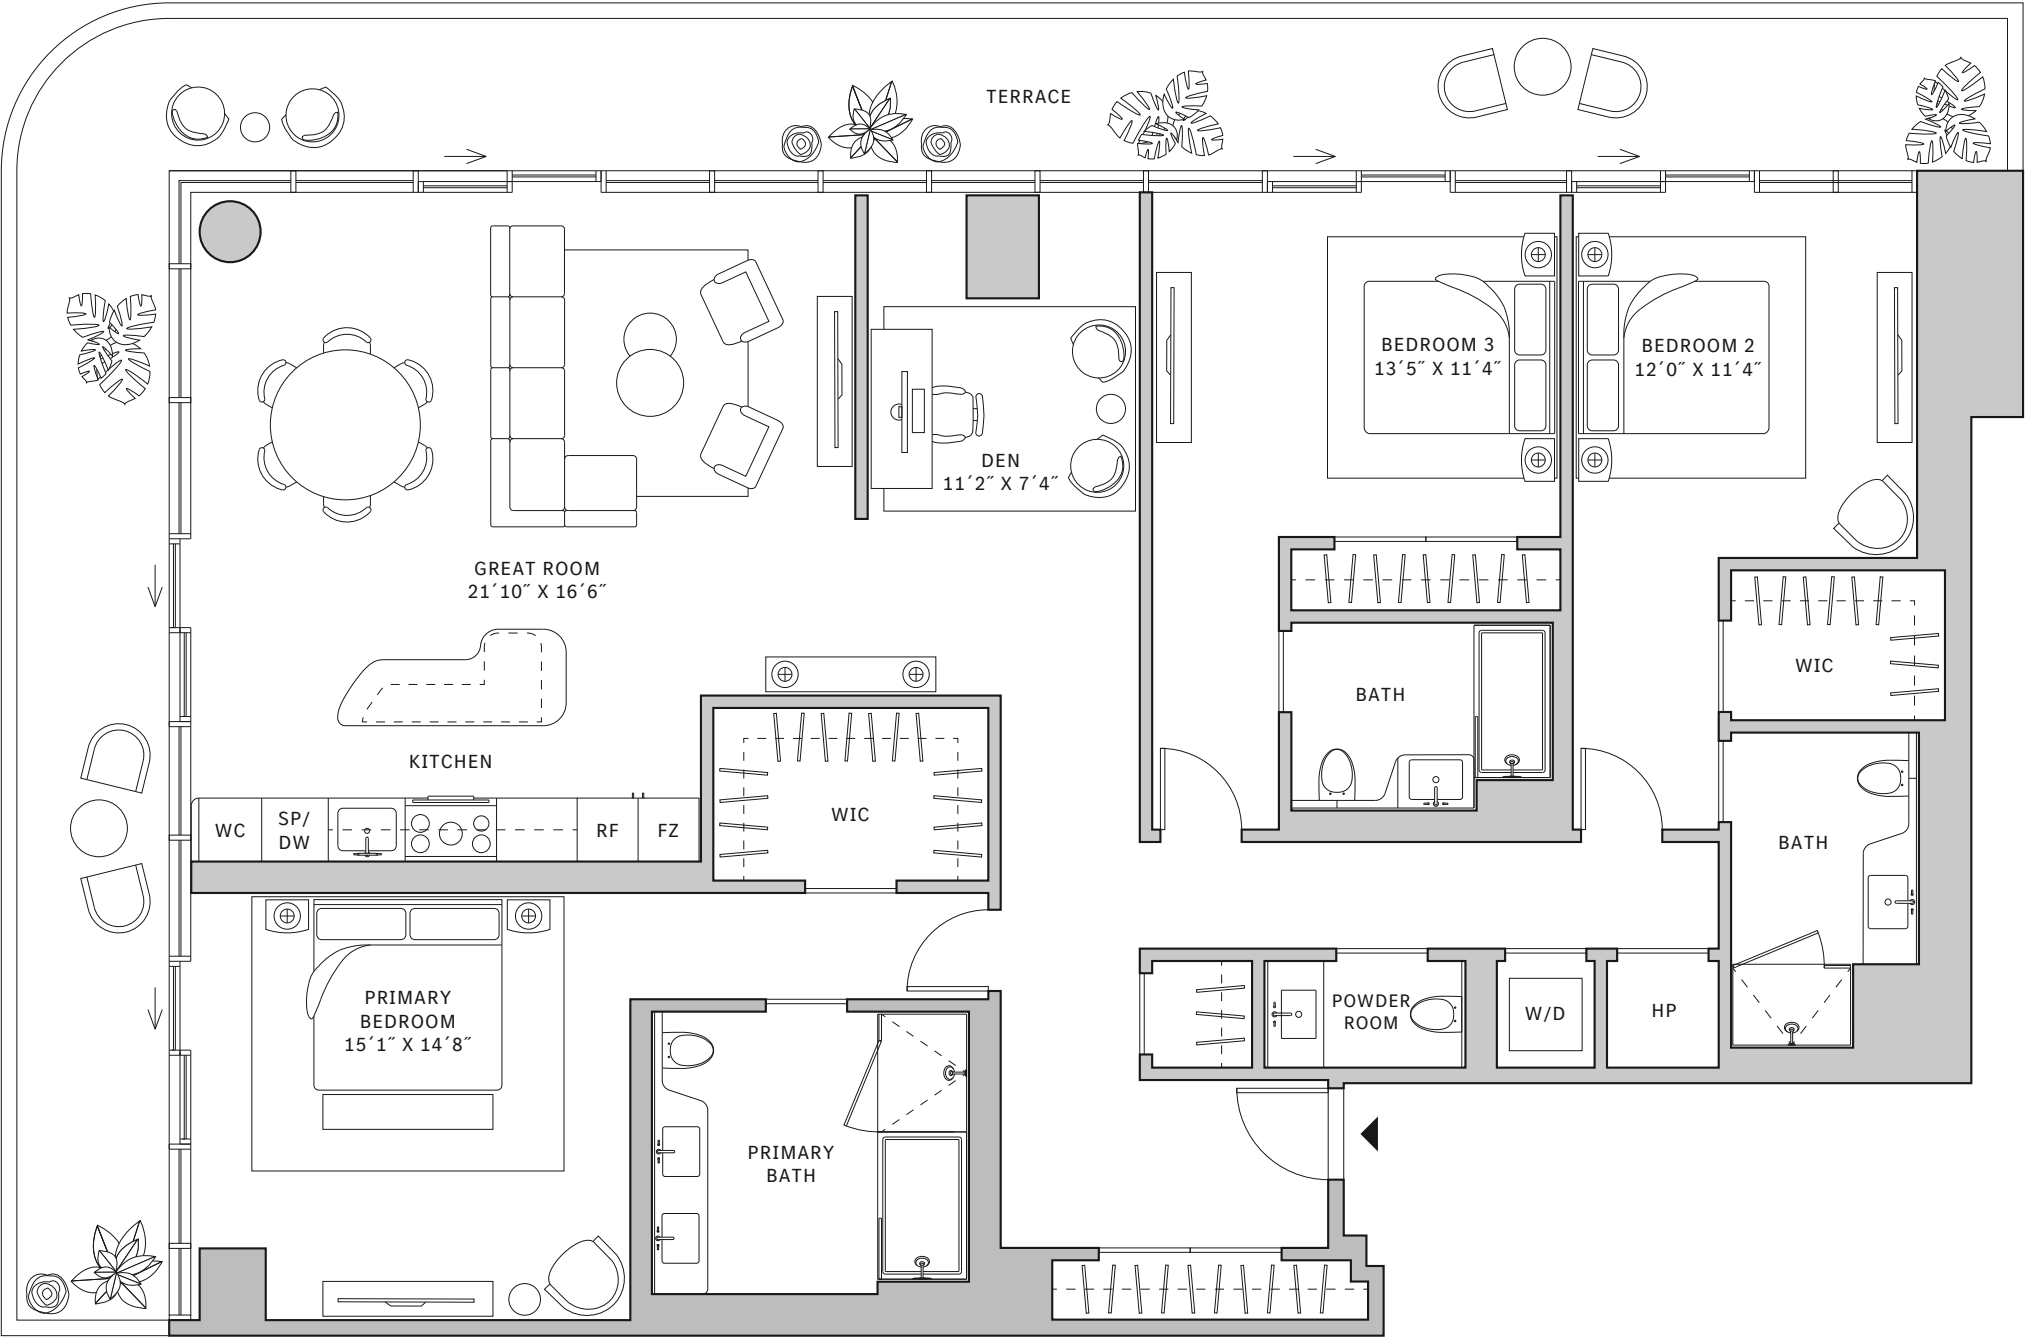 TERRACE
BEDROOM 3
13´5˝ X 11´4˝
BEDROOM 2
12´0˝ X 11´4˝
DEN
11´2˝ X 7´4˝
GREAT ROOM
21´10˝ X 16´6˝
WIC
BATH
KITCHEN
WC
SP/
DW
RF
FZ
WIC
BATH
PRIMARY
BEDROOM
15´1˝ X 14´8˝
POWDER
ROOM
W/D
HP
PRIMARY
BATH